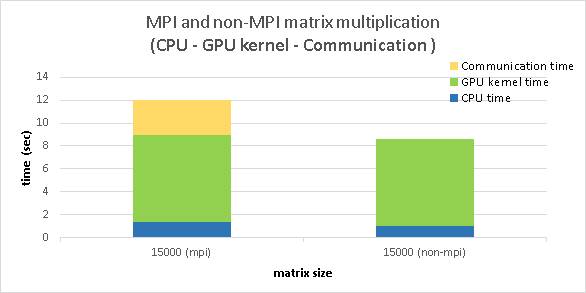 MPI and non-MPI matrix multiplication
(CPU - GPU kernel - Communication )
Communication time
GPU kernel time
CPU time
14
12
10
8
6
4
2
0
time (sec)
15000 (mpi)
15000 (non-mpi)
matrix size